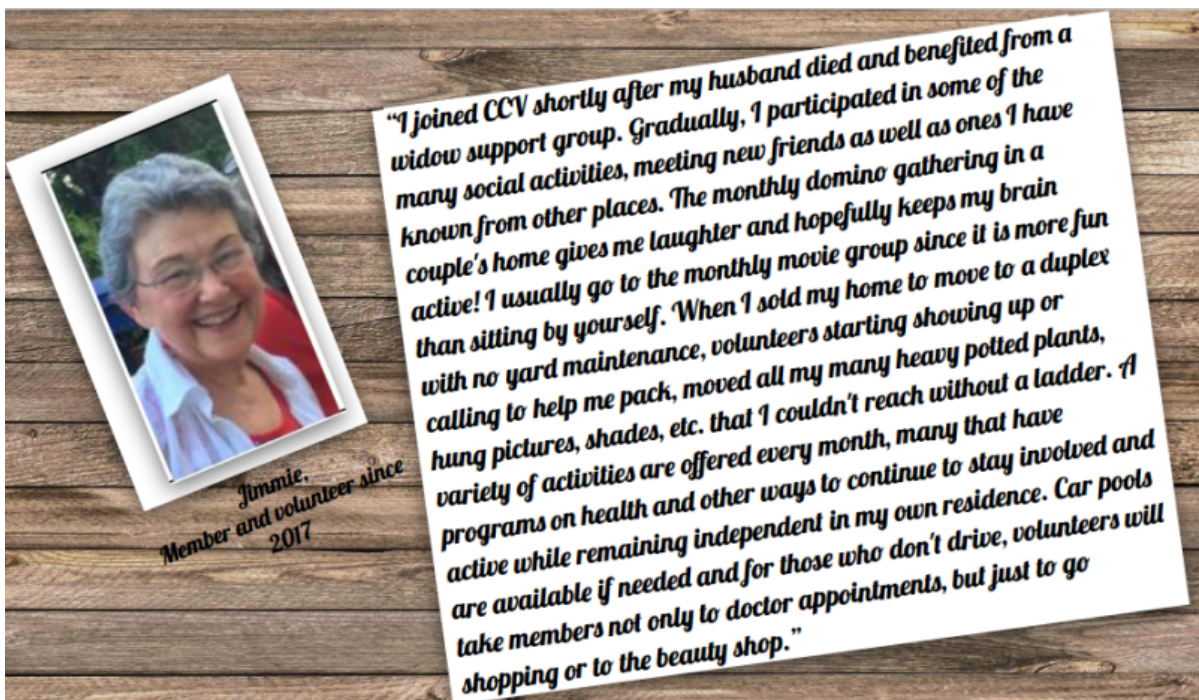 “I joined CCV shortly after my husband died and benefited from a
widow support group. Gradually, I participated in some of the
many social activities, meeting new friends as well as ones I have
known from other places. The monthly domino gathering in a
couple's home gives me laughter and hopefully keeps my brain
active! I usually go to the monthly movie group since it is more fun
than sitting by yourself. When I sold my home to move to a duplex
with no yard maintenance, volunteers starting showing up or
calling to help me pack, moved all my many heavy potted plants,
hung pictures, shades, etc. that I couldn't reach without a ladder. A
variety of activities are offered every month, many that have
programs on health and other ways to continue to stay involved and
active while remaining independent in my own residence. Car pools
are available if needed and for those who don't drive, volunteers will
take members not only to doctor appointments, but just to go
shopping or to the beauty shop.”
Jimmie,
Member and volunteer since
2017